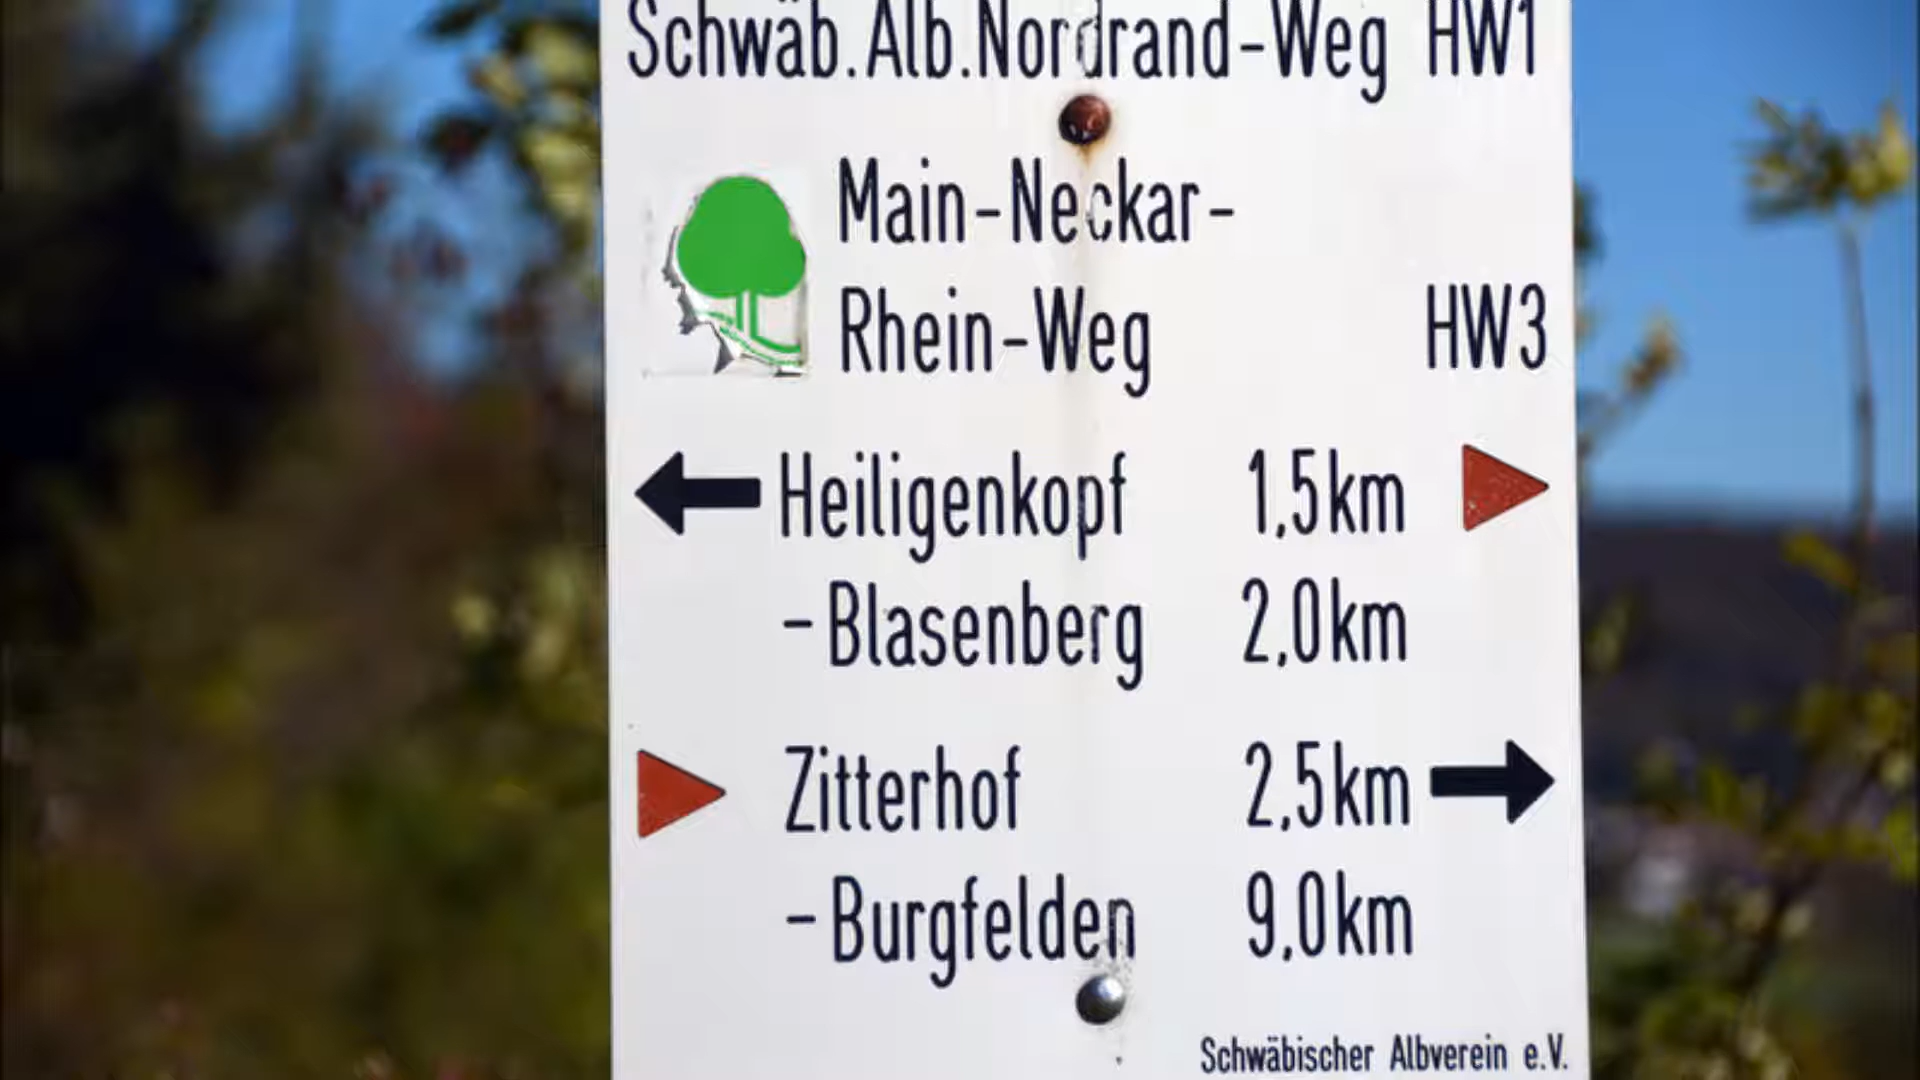 Schwäb.Alb.Nordrand-Weg HW1
Main-Neckar-
Rhein-Weg HW3
Heiligenkopf 1,5km
-Blasenberg 2,0km
Zitterhof 2,5km
-Burgfelden 9,0km
Schwäbischer Albverein e.V.